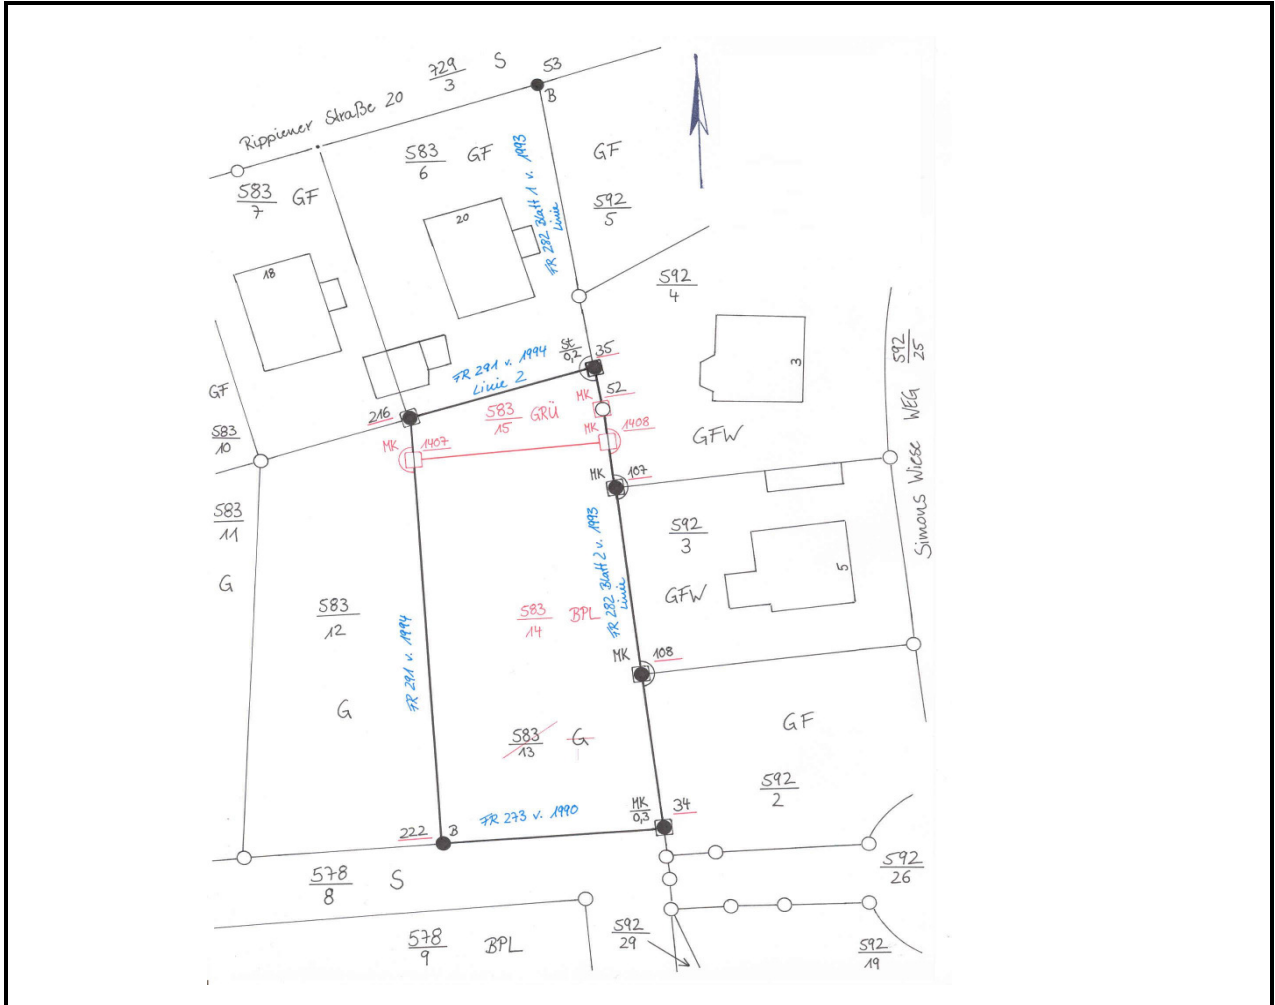 729
3
S
53
B
Rippiener Straße 20
583
6
GF
583
7
GF
GF
592
5
FR 282 Blatt 1 v. 1993
Linie
20
18
592
4
592
25
3
St
0,2
35
FR 291 v. 1994
Linie 2
MK
52
583
15
GRÜ
MK
1408
216
MK
1407
GF
583
10
GFW
Simons Wiese WEG
MK
107
583
11
G
592
3
FR 282 Blatt 2 v. 1993
Linie
5
GFW
583
12
583
14
BPL
FR 291 v. 1994
MK
108
G
583
13
G
GF
592
2
MK
0,3
34
FR 273 v. 1990
222
B
578
8
S
592
26
578
9
BPL
592
29
592
19